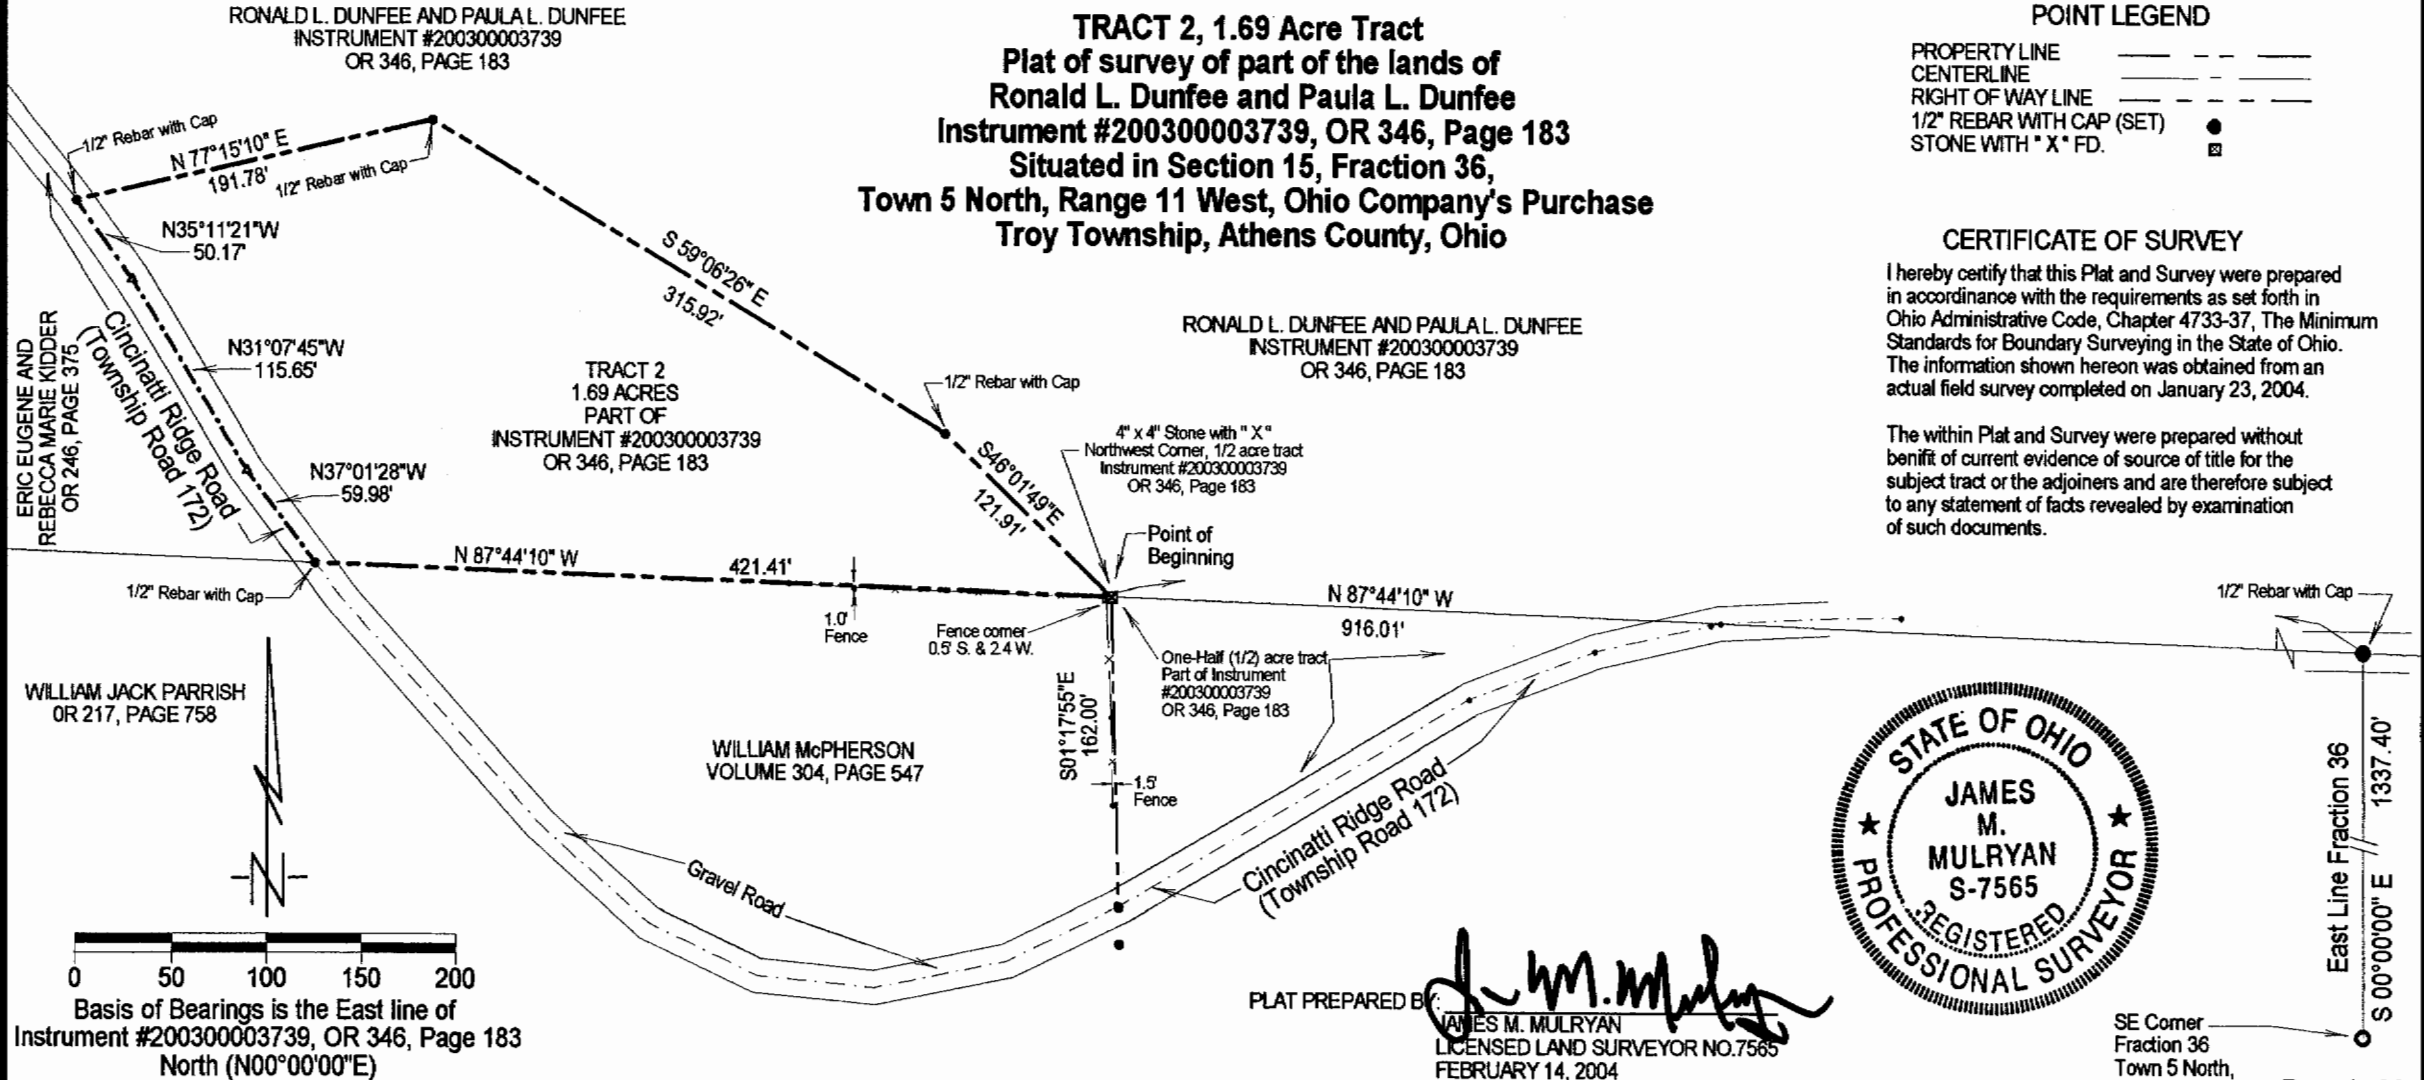 RONALD L. DUNFEE AND PAULA L. DUNFEE
INSTRUMENT #200300003739
OR 346, PAGE 183
TRACT 2, 1.69 Acre Tract
Plat of survey of part of the lands of
Ronald L. Dunfee and Paula L. Dunfee
Instrument #200300003739, OR 346, Page 183
Situated in Section 15, Fraction 36,
Town 5 North, Range 11 West, Ohio Company's Purchase
Troy Township, Athens County, Ohio
POINT LEGEND
PROPERTY LINE
CENTERLINE
RIGHT OF WAY LINE
1/2" REBAR WITH CAP (SET)
STONE WITH "X" FD.
CERTIFICATE OF SURVEY
I hereby certify that this Plat and Survey were prepared
in accordinance with the requirements as set forth in
Ohio Administrative Code, Chapter 4733-37, The Minimum
Standards for Boundary Surveying in the State of Ohio.
The information shown hereon was obtained from an
actual field survey completed on January 23, 2004.
The within Plat and Survey were prepared without
benifit of current evidence of source of title for the
subject tract or the adjoiners and are therefore subject
to any statement of facts revealed by examination
of such documents.
1/2" Rebar with Cap
N 77°15'10" E
191.78'
1/2" Rebar with Cap
N35°11'21"W
50.17'
S 59°06'26" E
315.92'
N31°07'45"W
115.65'
ERIC EUGENE AND
REBECCA MARIE KIDDER
OR 246, PAGE 375
Cincinatti Ridge Road
(Township Road 172)
TRACT 2
1.69 ACRES
PART OF
INSTRUMENT #200300003739
OR 346, PAGE 183
RONALD L. DUNFEE AND PAULA L. DUNFEE
INSTRUMENT #200300003739
OR 346, PAGE 183
1/2" Rebar with Cap
N37°01'28"W
59.98'
S46°01'49"E
121.91'
4" x 4" Stone with "X"
Northwest Corner, 1/2 acre tract
Instrument #200300003739
OR 346, Page 183
Point of
Beginning
N 87°44'10" W
421.41'
1/2" Rebar with Cap
1.0'
Fence
Fence corner
0.5' S. & 2.4 W.
N 87°44'10" W
916.01'
1/2" Rebar with Cap
One-Half (1/2) acre tract
Part of Instrument
#200300003739
OR 346, Page 183
S01°17'55"E
162.00'
1.5'
Fence
WILLIAM JACK PARRISH
OR 217, PAGE 758
WILLIAM McPHERSON
VOLUME 304, PAGE 547
Gravel Road
Cincinatti Ridge Road
(Township Road 172)
STATE OF OHIO
JAMES
M.
MULRYAN
S-7565
REGISTERED
PROFESSIONAL SURVEYOR
East Line Fraction 36
S 00°00'00" E 1337.40'
N
0 50 100 150 200
Basis of Bearings is the East line of
Instrument #200300003739, OR 346, Page 183
North (N00°00'00"E)
PLAT PREPARED BY:
JAMES M. MULRYAN
LICENSED LAND SURVEYOR NO.7565
FEBRUARY 14, 2004
SE Corner
Fraction 36
Town 5 North,